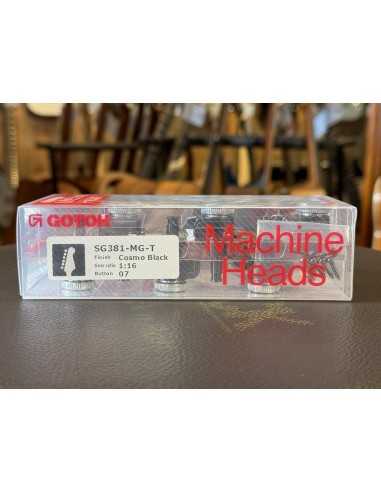 GOTOH
SG381-MG-T
Finish Cosmo Black
Gear ratio 1:16
Button 07
Machine
Heads